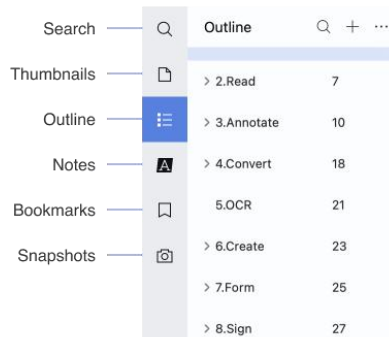 Search
Thumbnails
Outline
Notes
Bookmarks
Snapshots
A
Outline
2.Read 7
3.Annotate 10
4.Convert 18
5.OCR 21
6.Create 23
7.Form 25
8.Sign 27